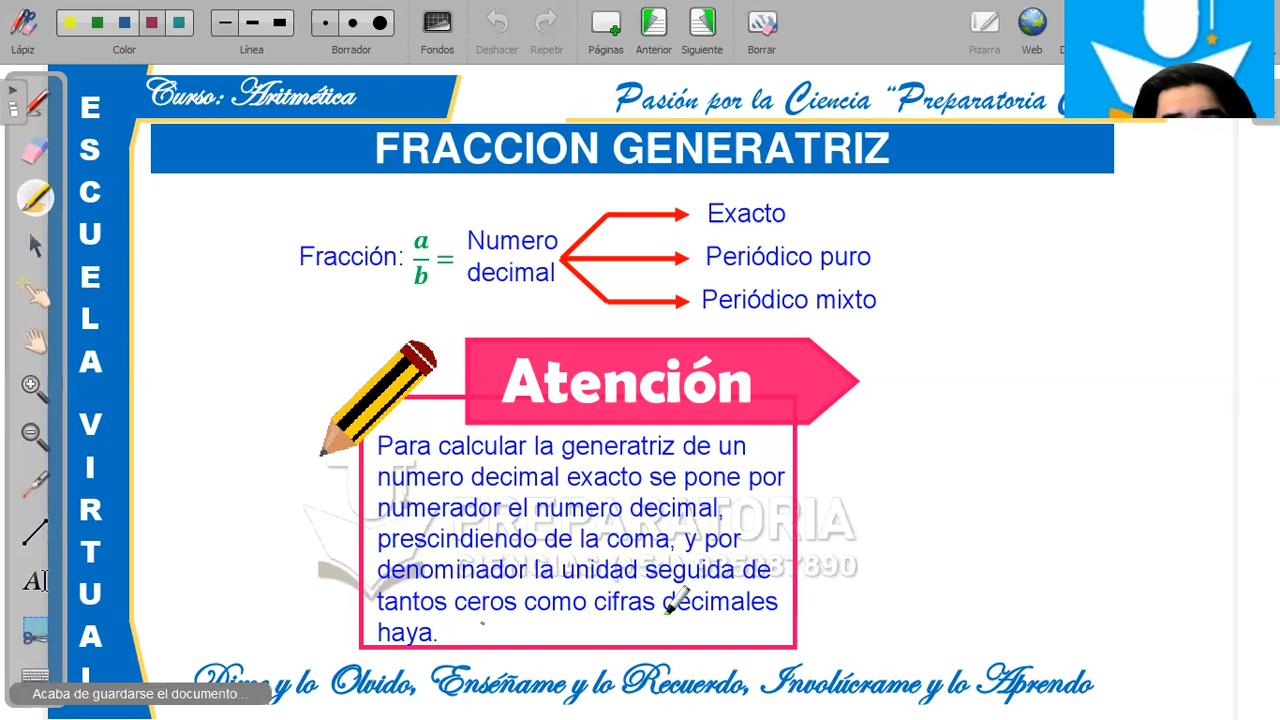 Lápiz
Color
Línea
Borrador
Fondos
Deshacer
Repetir
Páginas
Anterior
Siguiente
Borrar
Pizarra
Web
Curso: Aritmética
Pasión por la Ciencia "Preparatoria
ESCUELA VIRTUAL
FRACCION GENERATRIZ
Fracción: a/b = Numero
decimal
Exacto
Periódico puro
Periódico mixto
Atención
Para calcular la generatriz de un
numero decimal exacto se pone por
numerador el numero decimal,
prescindiendo de la coma, y por
denominador la unidad seguida de
tantos ceros como cifras decimales
haya.
PREPARATORIA
AI
y lo Olvido, Enséñame y lo Recuerdo, Involúcrame y lo Aprendo
Acaba de guardarse el documento...